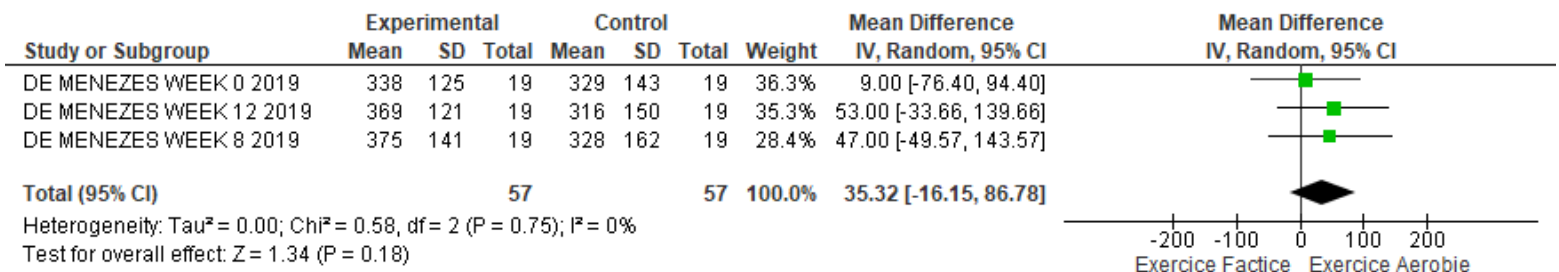 Experimental Control Mean Difference Mean Difference
Study or Subgroup Mean SD Total Mean SD Total Weight IV, Random, 95% CI IV, Random, 95% CI
DE MENEZES WEEK 0 2019 338 125 19 329 143 19 36.3% 9.00 [-76.40, 94.40]
DE MENEZES WEEK 12 2019 369 121 19 316 150 19 35.3% 53.00 [-33.66, 139.66]
DE MENEZES WEEK 8 2019 375 141 19 328 162 19 28.4% 47.00 [-49.57, 143.57]
Total (95% CI) 57 57 100.0% 35.32 [-16.15, 86.78]
Heterogeneity: Tau² = 0.00; Chi² = 0.58, df = 2 (P = 0.75); I² = 0%
Test for overall effect: Z = 1.34 (P = 0.18)
-200 -100 0 100 200
Exercice Factice Exercice Aerobie